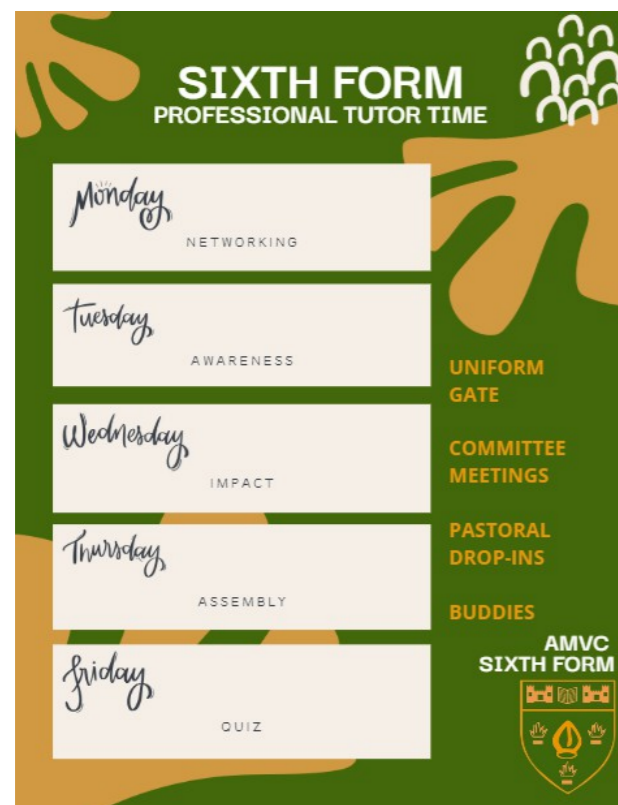 SIXTH FORM
PROFESSIONAL TUTOR TIME
Monday
NETWORKING
Tuesday
AWARENESS
Wednesday
IMPACT
Thursday
ASSEMBLY
Friday
QUIZ
UNIFORM
GATE
COMMITTEE
MEETINGS
PASTORAL
DROP-INS
BUDDIES
AMVC
SIXTH FORM